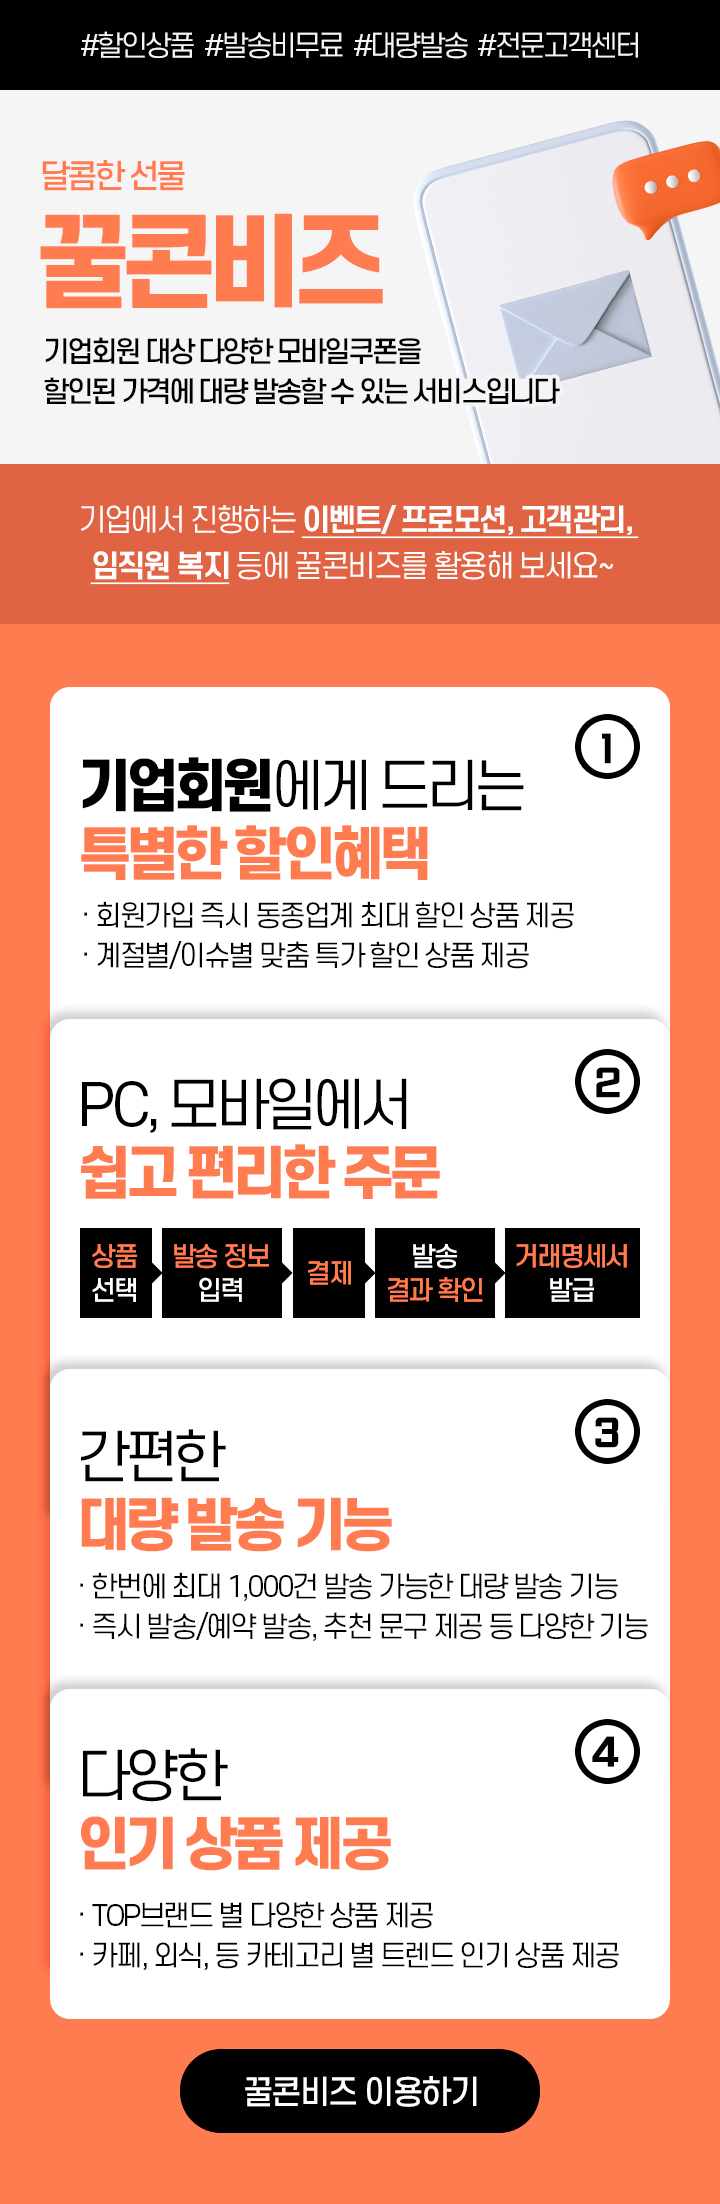 #할인상품 #발송비무료 #대량발송 #전문고객센터
달콤한 선물
꿀콘비즈
기업회원 대상 다양한 모바일쿠폰을
할인된 가격에 대량 발송할 수 있는 서비스입니다
기업에서 진행하는 이벤트/ 프로모션, 고객관리,
임직원 복지 등에 꿀콘비즈를 활용해 보세요~
1
기업회원에게 드리는
특별한 할인혜택
· 회원가입 즉시 동종업계 최대 할인 상품 제공
· 계절별/이슈별 맞춤 특가 할인 상품 제공
2
PC, 모바일에서
쉽고 편리한 주문
상품
선택
발송 정보
입력
결제
발송
결과 확인
거래명세서
발급
3
간편한
대량 발송 기능
· 한번에 최대 1,000건 발송 가능한 대량 발송 기능
· 즉시 발송/예약 발송, 추천 문구 제공 등 다양한 기능
4
다양한
인기 상품 제공
· TOP브랜드 별 다양한 상품 제공
· 카페, 외식, 등 카테고리 별 트렌드 인기 상품 제공
꿀콘비즈 이용하기